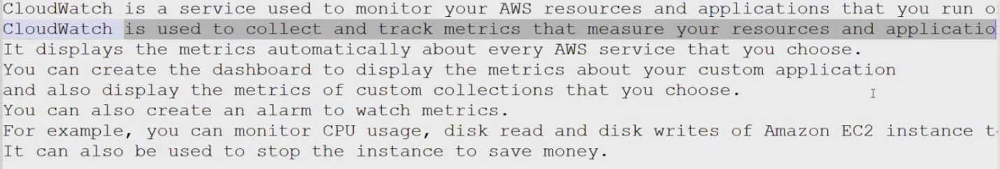 CloudWatch is a service used to monitor your AWS resources and applications that you run
CloudWatch is used to collect and track metrics that measure your resources and applicatio
It displays the metrics automatically about every AWS service that you choose.
You can create the dashboard to display the metrics about your custom application
and also display the metrics of custom collections that you choose.
You can also create an alarm to watch metrics.
For example, you can monitor CPU usage, disk read and disk writes of Amazon EC2 instance
It can also be used to stop the instance to save money.